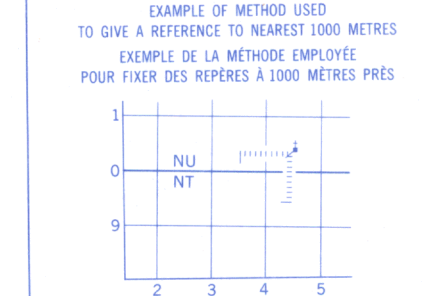 EXAMPLE OF METHOD USED
TO GIVE A REFERENCE TO NEAREST 1000 METRES
EXEMPLE DE LA MÉTHODE EMPLOYÉE
POUR FIXER DES REPÈRES À 1000 MÈTRES PRÈS
1
NU
0
NT
9
2 3 4 5